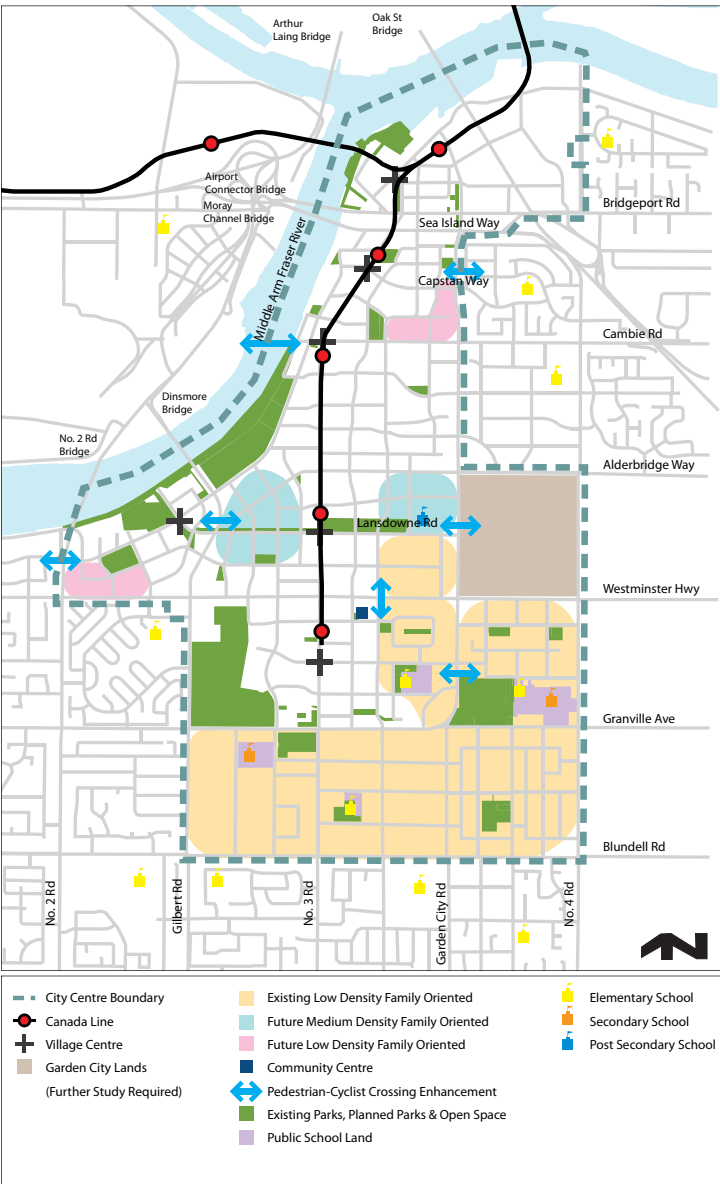 Arthur
Laing Bridge
Oak St
Bridge
Airport
Connector Bridge
Moray
Channel Bridge
Bridgeport Rd
Sea Island Way
Middle Arm Fraser River
Capstan Way
Cambie Rd
Dinsmore
Bridge
No. 2 Rd
Bridge
Alderbridge Way
Lansdowne Rd
Westminster Hwy
Granville Ave
Blundell Rd
No. 2 Rd
Gilbert Rd
No. 3 Rd
Garden City Rd
No. 4 Rd
City Centre Boundary
Canada Line
Village Centre
Garden City Lands
(Further Study Required)
Existing Low Density Family Oriented
Future Medium Density Family Oriented
Future Low Density Family Oriented
Community Centre
Pedestrian-Cyclist Crossing Enhancement
Existing Parks, Planned Parks & Open Space
Public School Land
Elementary School
Secondary School
Post Secondary School